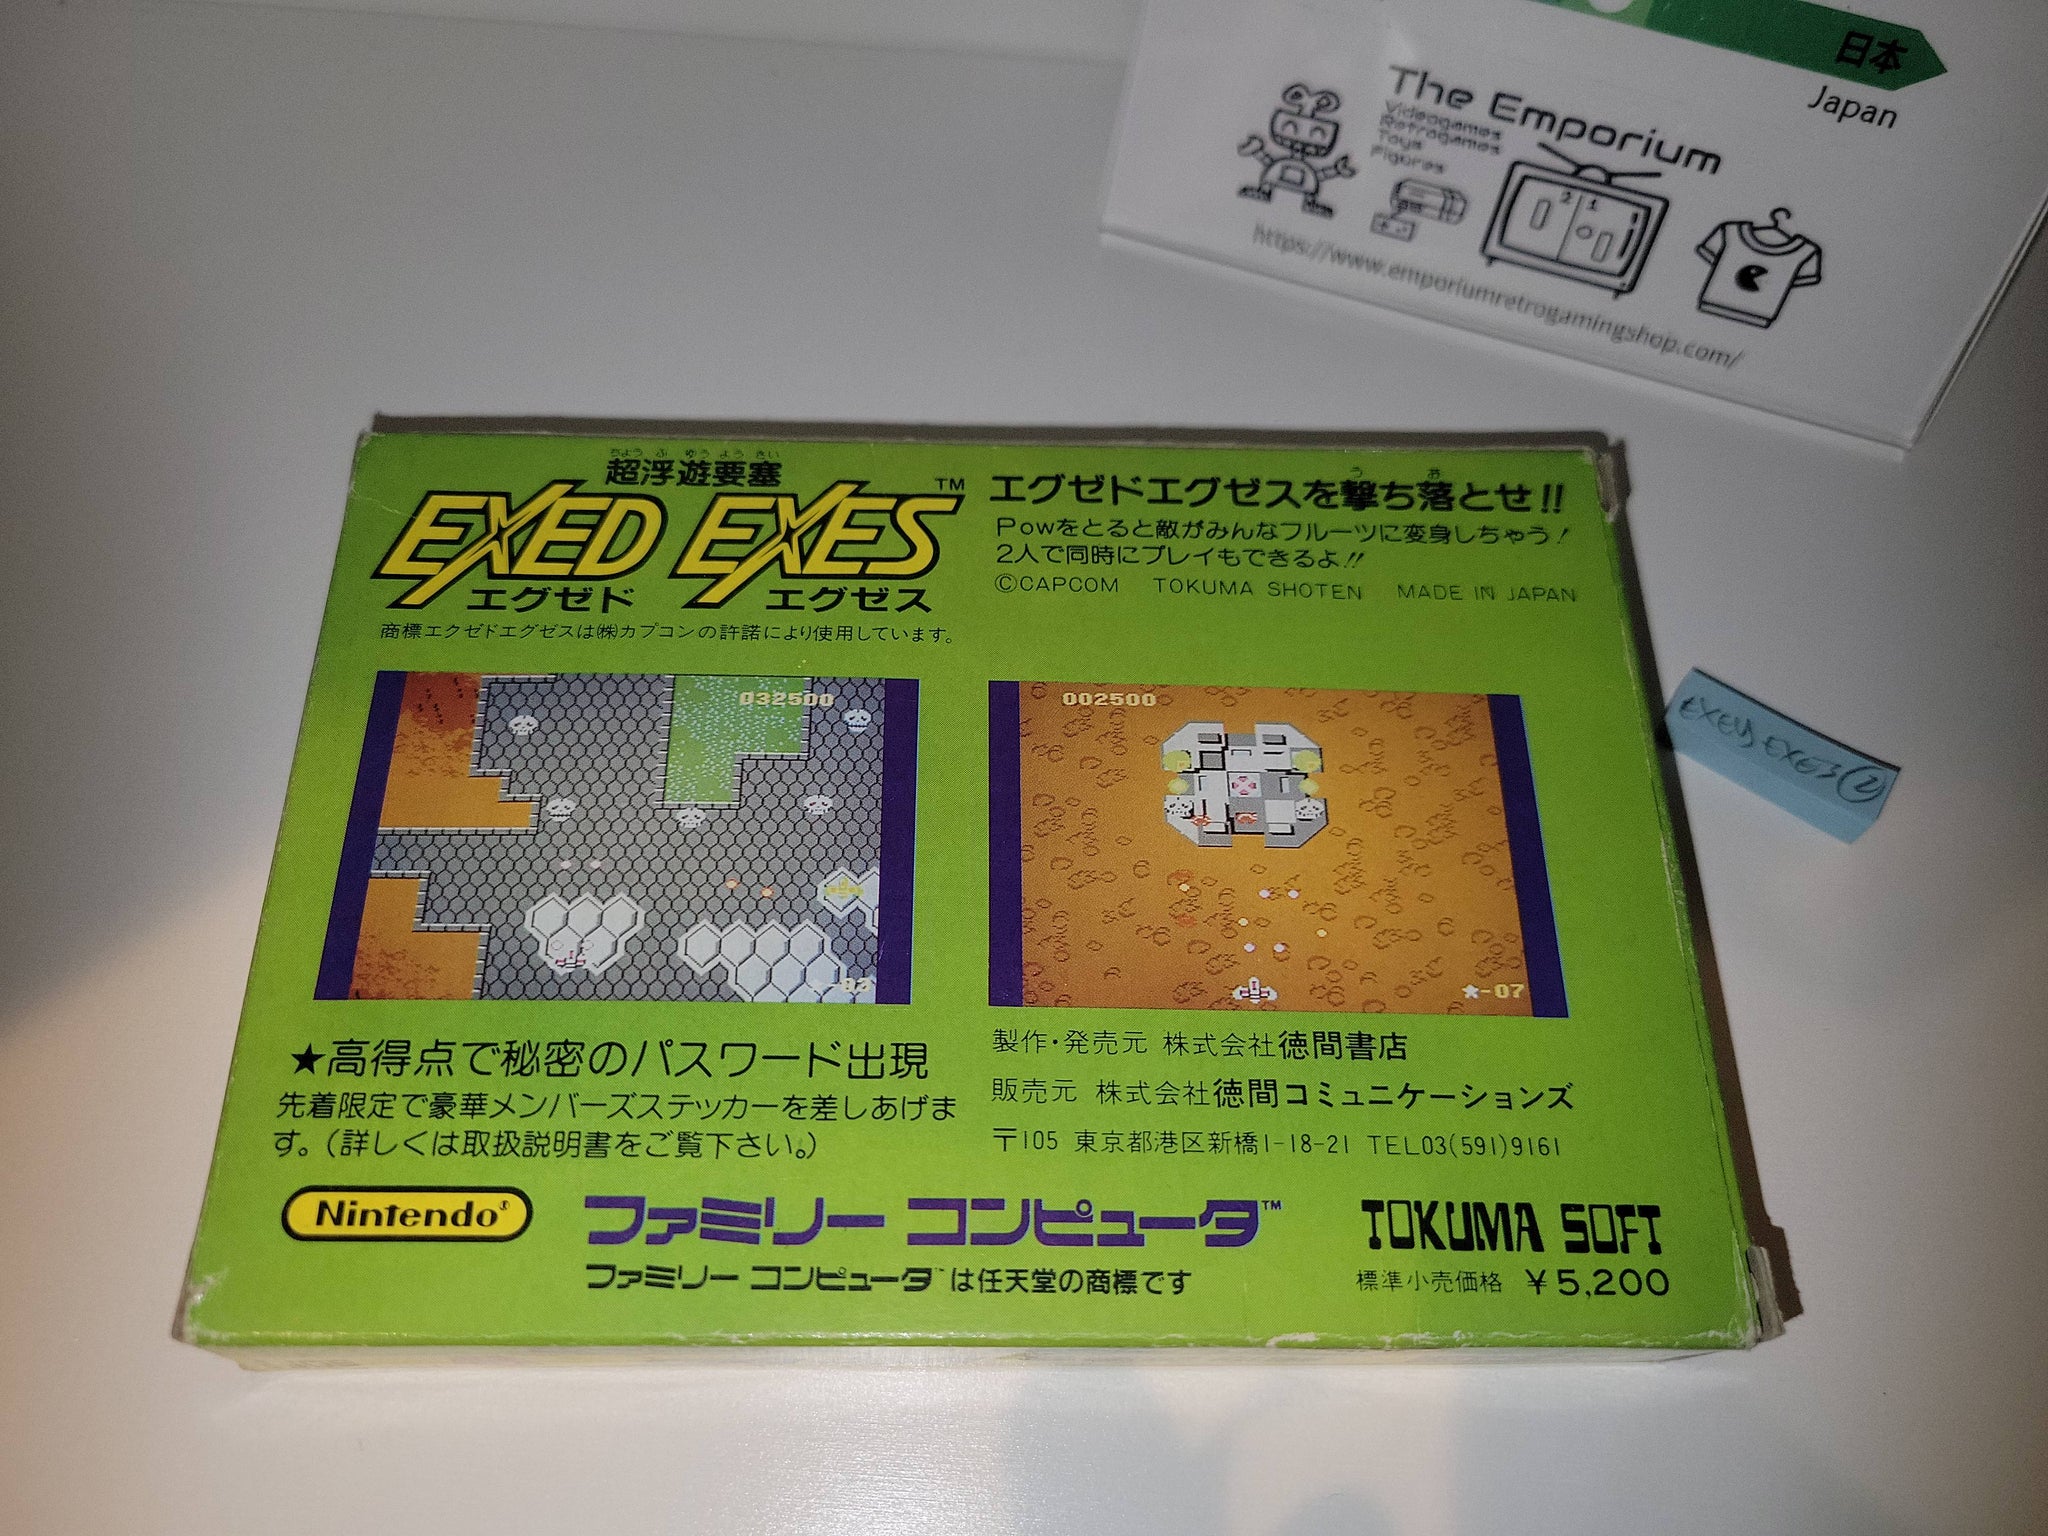 日本
Japan
The Emporium
Videogames
Retrogames
Toys
Figures
2 1
https://www.emporiumretrogamingshop.com/
ちょうふゆうようさい
超浮遊要塞
EXED EXES™
エグゼド エグゼス
商標エクゼドエグゼスは㈱カプコンの許諾により使用しています。
エグゼドエグゼスを撃ち落とせ!!
う お
Powをとると敵がみんなフルーツに変身しちゃう!
2人で同時にプレイもできるよ!!
©CAPCOM TOKUMA SHOTEN MADE IN JAPAN
032500
002500
-07
★高得点で秘密のパスワード出現
先着限定で豪華メンバーズステッカーを差しあげま
す。(詳しくは取扱説明書をご覧下さい。)
製作・発売元 株式会社徳間書店
販売元 株式会社徳間コミュニケーションズ
〒105 東京都港区新橋1-18-21 TEL03(591)9161
Nintendo®
ファミリー コンピュータ™
ファミリー コンピュータ™は任天堂の商標です
TOKUMA SOFT
標準小売価格 ¥5,200
EXES 2